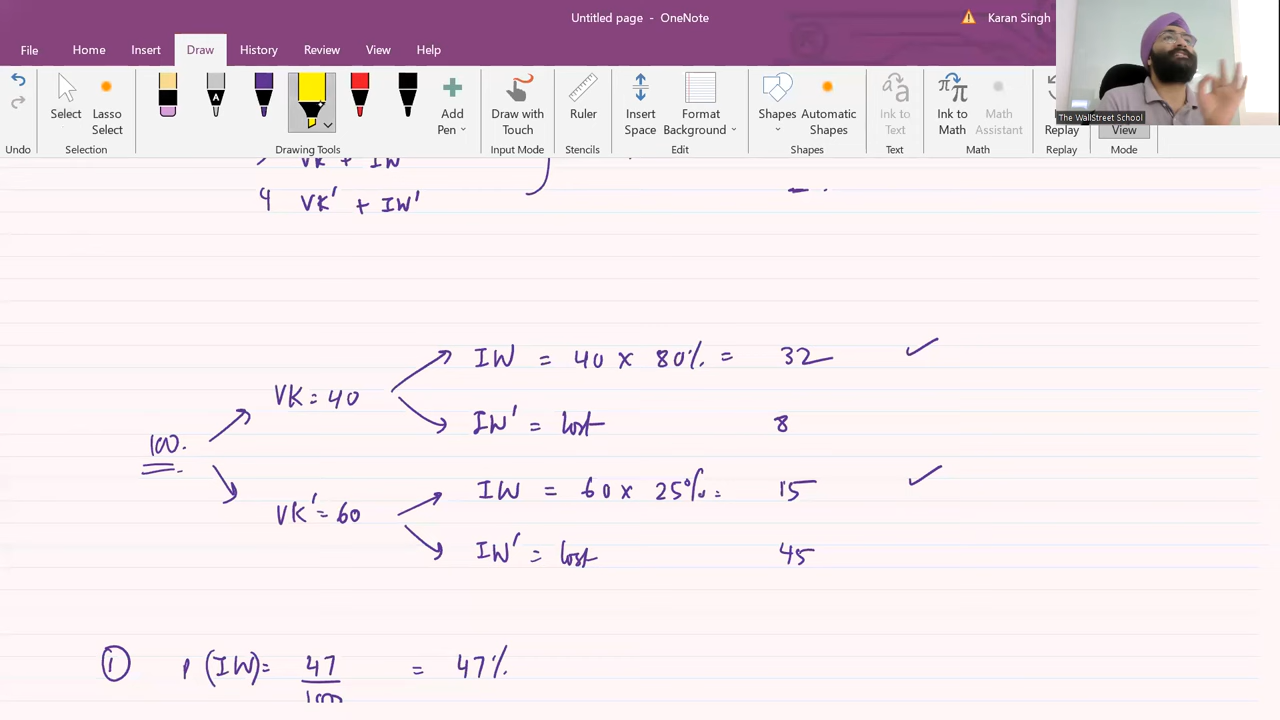 Untitled page - OneNote
Karan Singh
File Home Insert Draw History Review View Help
The WallStreet School
Select
Lasso Select
Add Pen
Draw with Touch
Ruler
Insert Space
Format Background
Shapes
Automatic Shapes
Ink to Text
Ink to Math
Math Assistant
Replay
View
Undo Selection Drawing Tools Input Mode Stencils Edit Shapes Text Math Replay Mode
VK + IW
4 VK' + IW'
IW = 40 x 80% = 32 ✓
VK = 40
IW' = lost 8
100.
IW = 60 x 25% = 15 ✓
VK' = 60
IW' = lost 45
① P(IW) = 47/100 = 47%